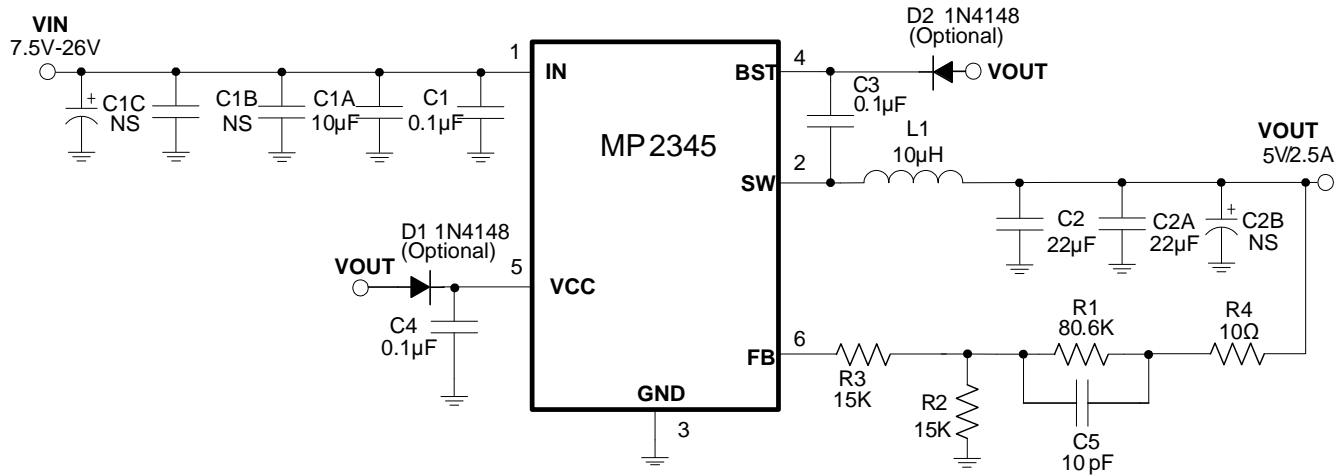 VIN
7.5V-26V
C1C
NS
C1B
NS
C1A
10µF
C1
0.1µF
1
IN
MP2345
BST
4
D2 1N4148
(Optional)
VOUT
C3
0.1µF
SW
2
L1
10µH
VOUT
5V/2.5A
C2
22µF
C2A
22µF
C2B
NS
D1 1N4148
(Optional)
VOUT
5
VCC
C4
0.1µF
FB
6
R3
15K
R2
15K
R1
80.6K
C5
10pF
R4
10Ω
GND
3